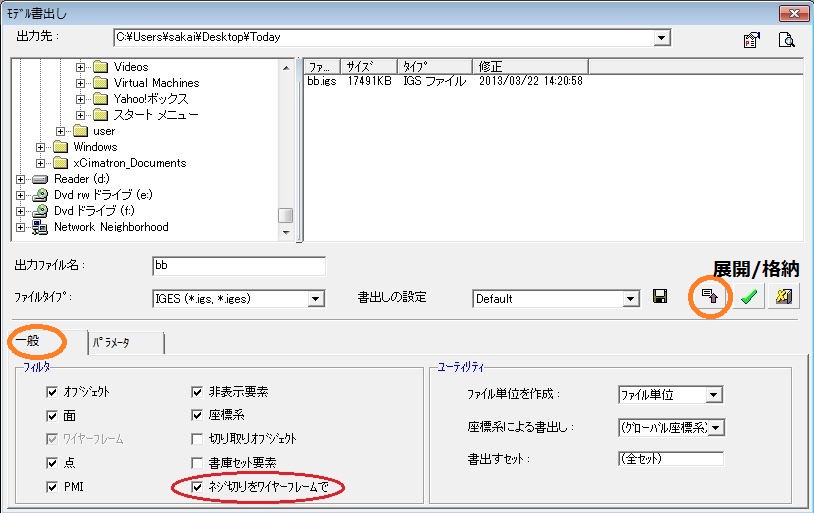 ﾓﾃﾞﾙ書出し
出力先： C:¥Users¥sakai¥Desktop¥Today
Videos
Virtual Machines
Yahoo!ボックス
スタート メニュー
user
Windows
xCimatron_Documents
Reader (d:)
Dvd rw ドライブ (e:)
Dvd ドライブ (f:)
Network Neighborhood
ファ... ｻｲｽﾞ ﾀｲﾌﾟ 修正
bb.igs 17491KB IGS ファイル 2013/03/22 14:20:58
展開/格納
出力ファイル名： bb
ファイルﾀｲﾌﾟ： IGES (*.igs, *.iges) 書出しの設定 Default
一般 ﾊﾟﾗﾒｰﾀ
フィルタ
オブジェクト 非表示要素
面 座標系
ワイヤーフレーム 切り取りオブジェクト
点 書庫セット要素
PMI ネジ切りをワイヤーフレームで
ユーティリティ
ファイル単位を作成： ファイル単位
座標系による書出し： (グローバル座標系)
書出すセット： (全セット)